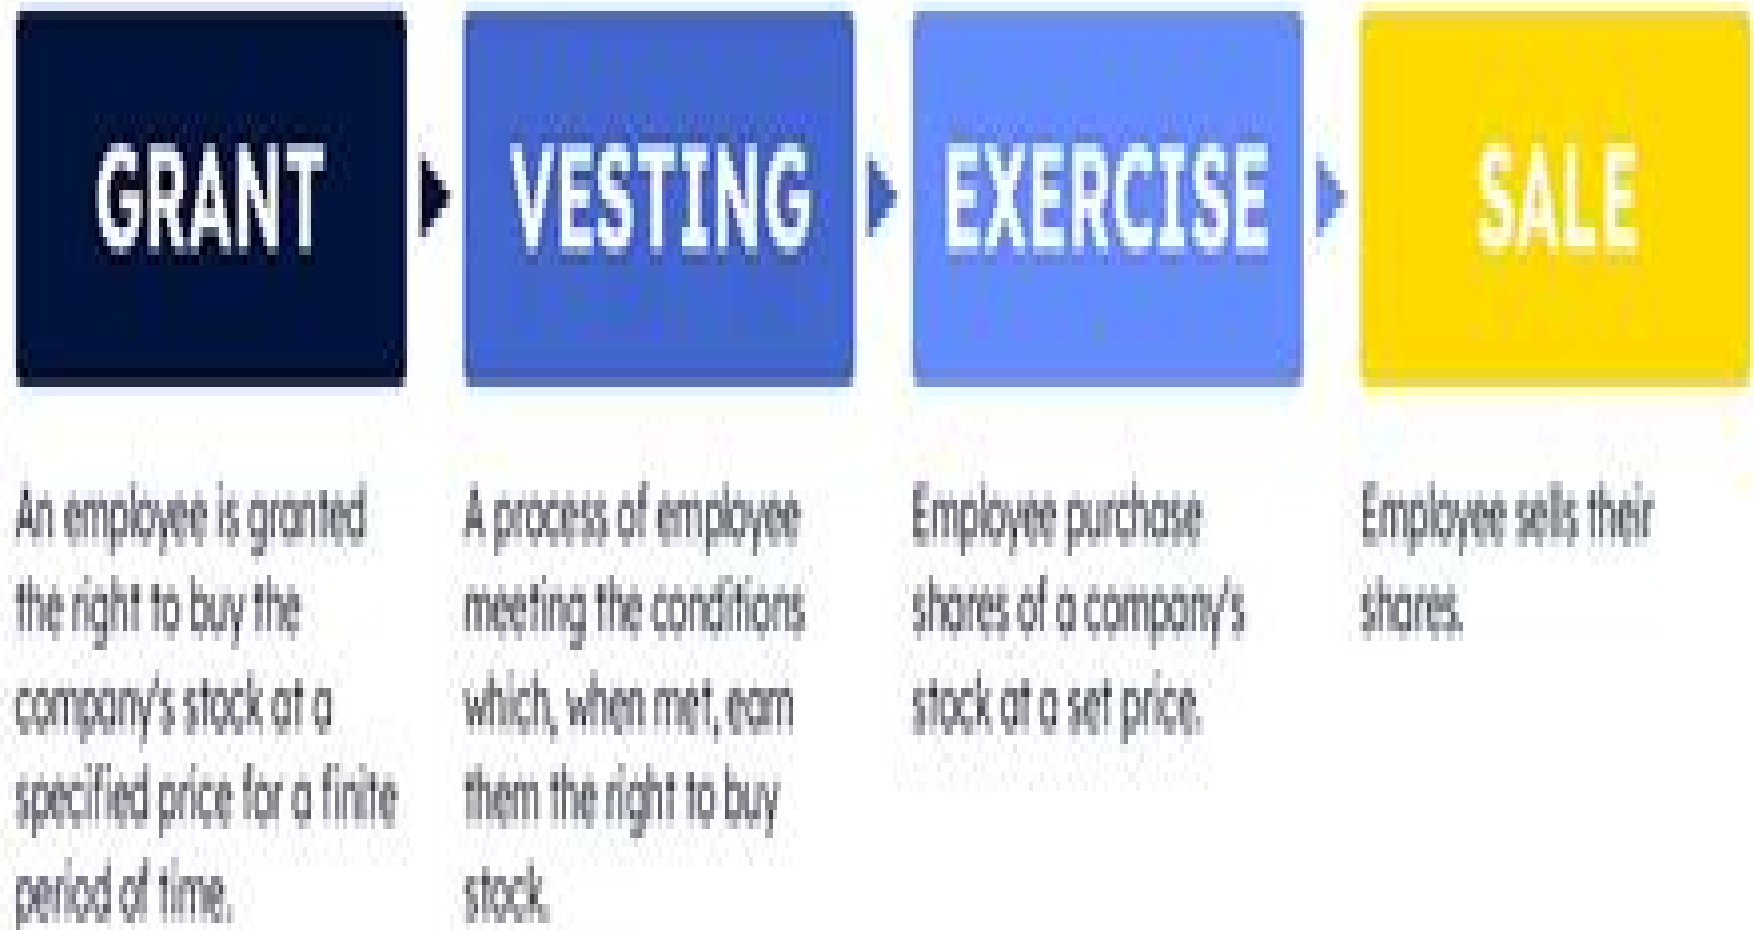 GRANT
VESTING
EXERCISE
SALE
An employee is granted
the right to buy the
company's stock at a
specified price for a finite
period of time.
A process of employee
meeting the conditions
which, when met, earn
them the right to buy
stock.
Employee purchase
shares of a company's
stock at a set price.
Employee sells their
shares.